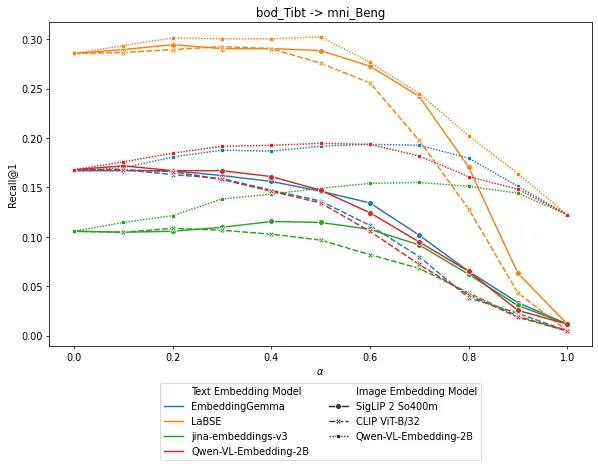 bod_Tibt -> mni_Beng
Recall@1
0.30
0.25
0.20
0.15
0.10
0.05
0.00
0.0 0.2 0.4 0.6 0.8 1.0
α
Text Embedding Model Image Embedding Model
EmbeddingGemma SigLIP 2 So400m
LaBSE CLIP ViT-B/32
jina-embeddings-v3 Qwen-VL-Embedding-2B
Qwen-VL-Embedding-2B